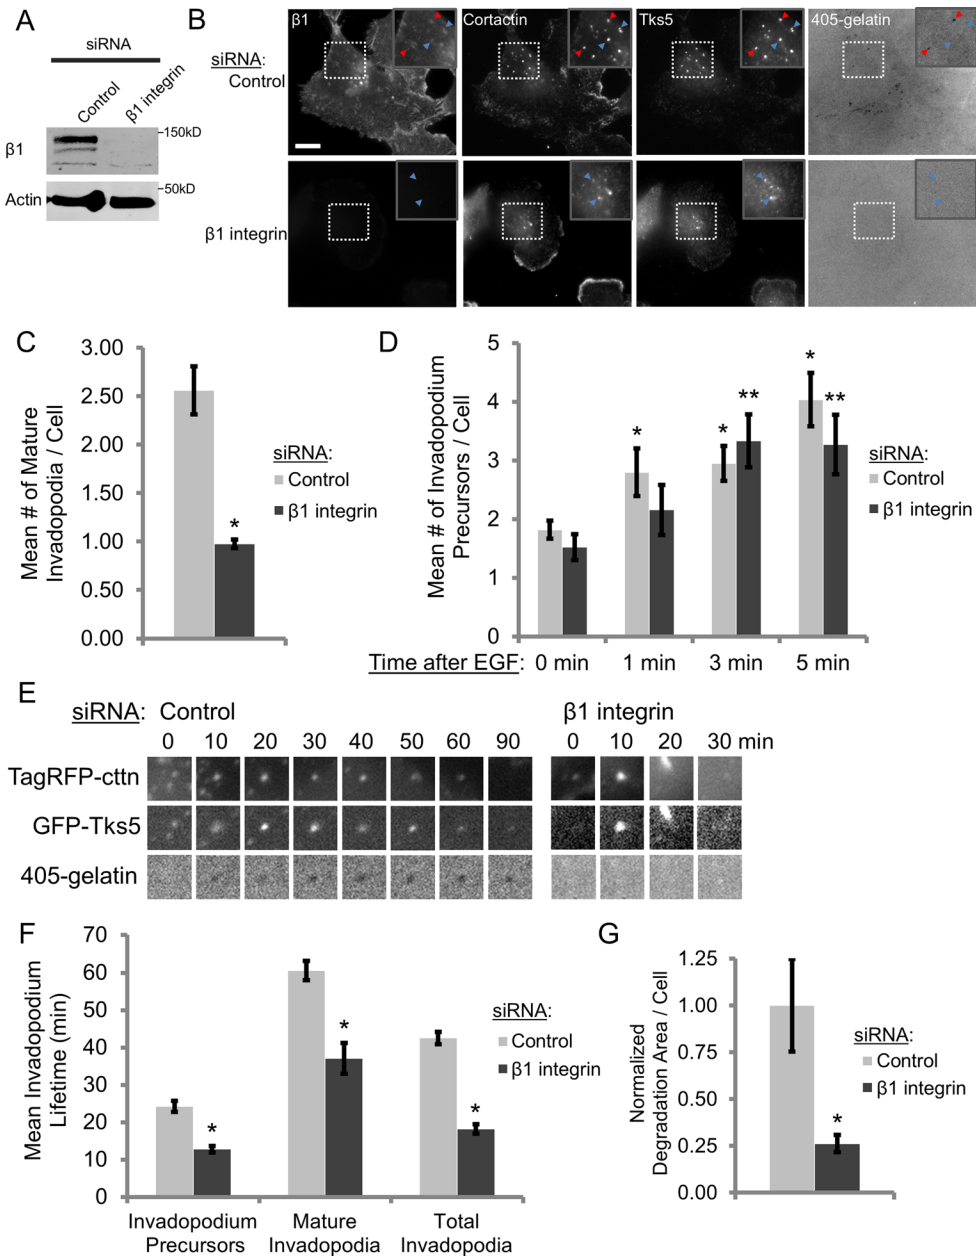 A
siRNA
Control
β1 integrin
β1
150kD
Actin
50kD
B
siRNA:
Control
β1 integrin
β1
Cortactin
Tks5
405-gelatin
C
Mean # of Mature
Invadopodia / Cell
3.00
2.50
2.00
1.50
1.00
0.50
0.00
*
siRNA:
Control
β1 integrin
D
Mean # of Invadopodium
Precursors / Cell
5
4
3
2
1
0
*
*
**
*
**
siRNA:
Control
β1 integrin
Time after EGF: 0 min 1 min 3 min 5 min
E
siRNA: Control
β1 integrin
0 10 20 30 40 50 60 90
0 10 20 30 min
TagRFP-cttn
GFP-Tks5
405-gelatin
F
Mean Invadopodium
Lifetime (min)
70
60
50
40
30
20
10
0
*
*
*
siRNA:
Control
β1 integrin
Invadopodium
Precursors
Mature
Invadopodia
Total
Invadopodia
G
Normalized
Degradation Area / Cell
1.25
1.00
0.75
0.50
0.25
0.00
*
siRNA:
Control
β1 integrin